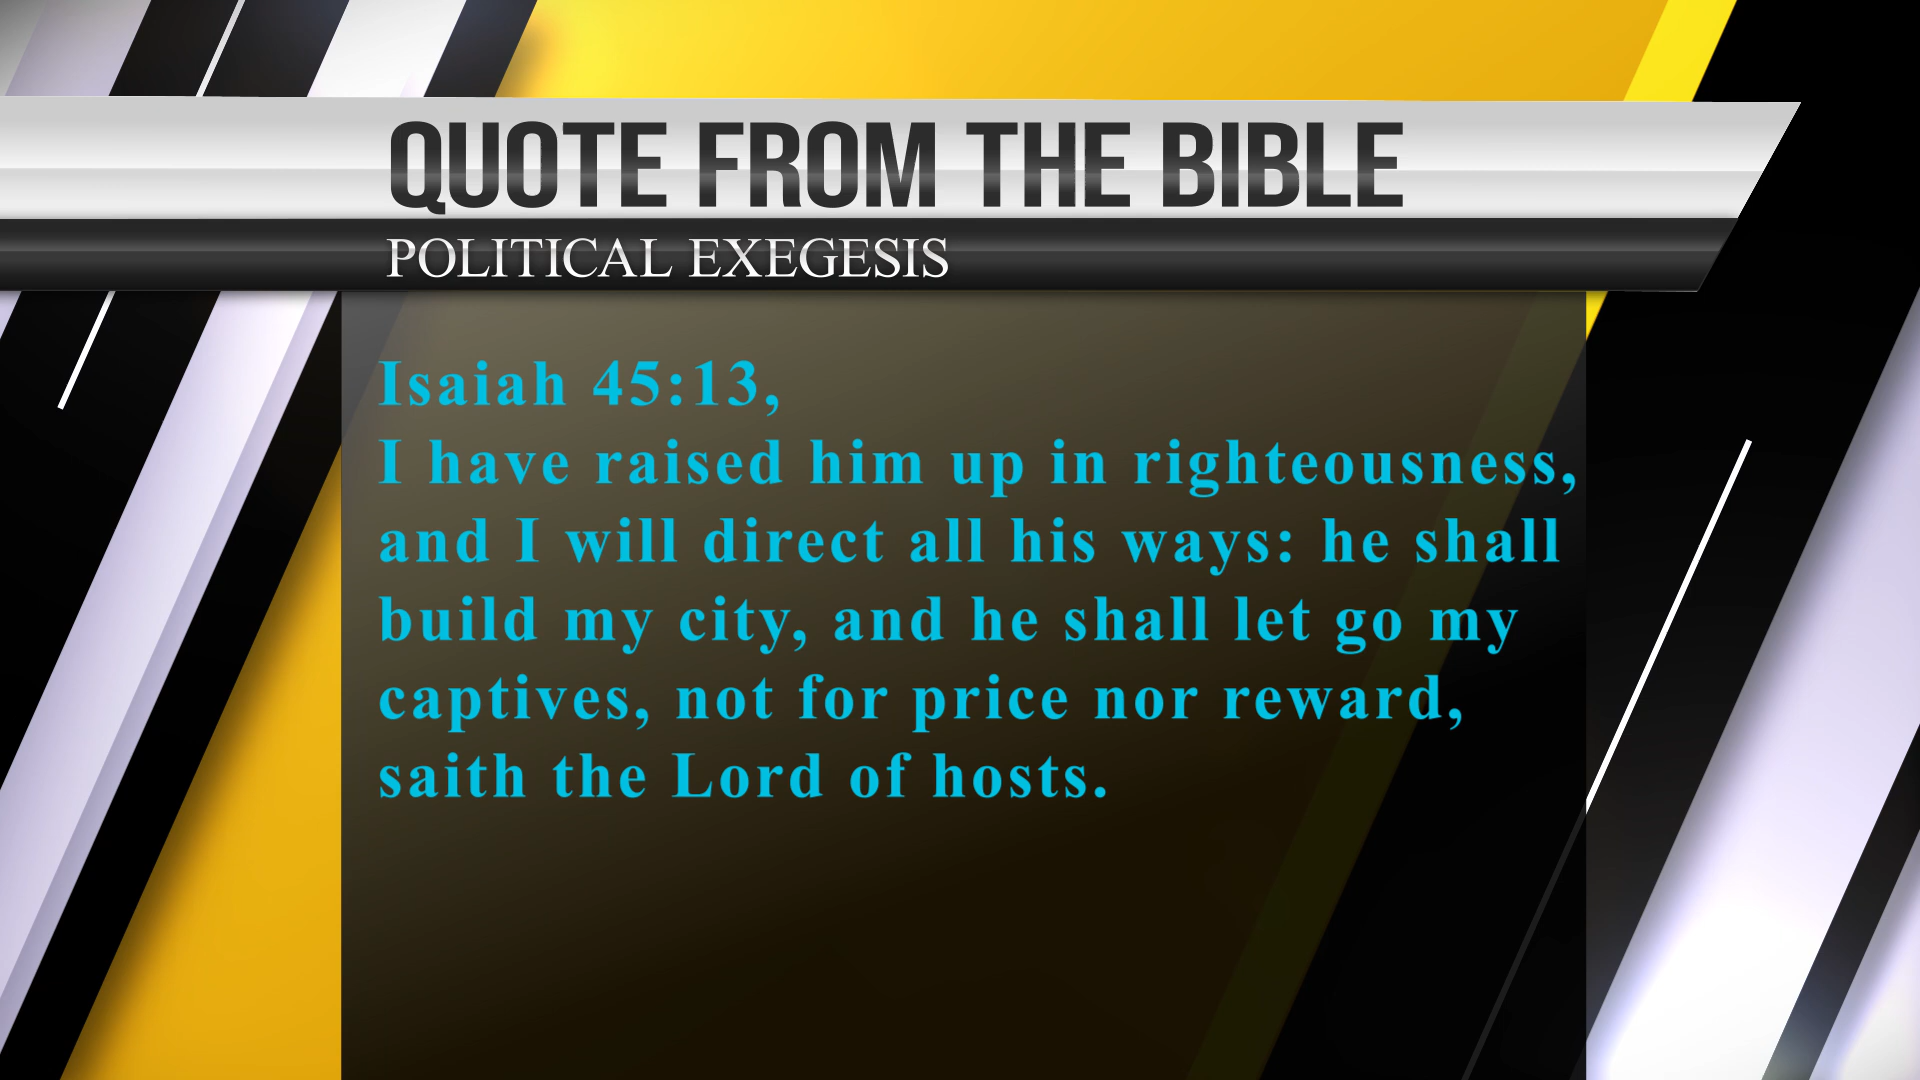 QUOTE FROM THE BIBLE
POLITICAL EXEGESIS
Isaiah 45:13,
I have raised him up in righteousness,
and I will direct all his ways: he shall
build my city, and he shall let go my
captives, not for price nor reward,
saith the Lord of hosts.